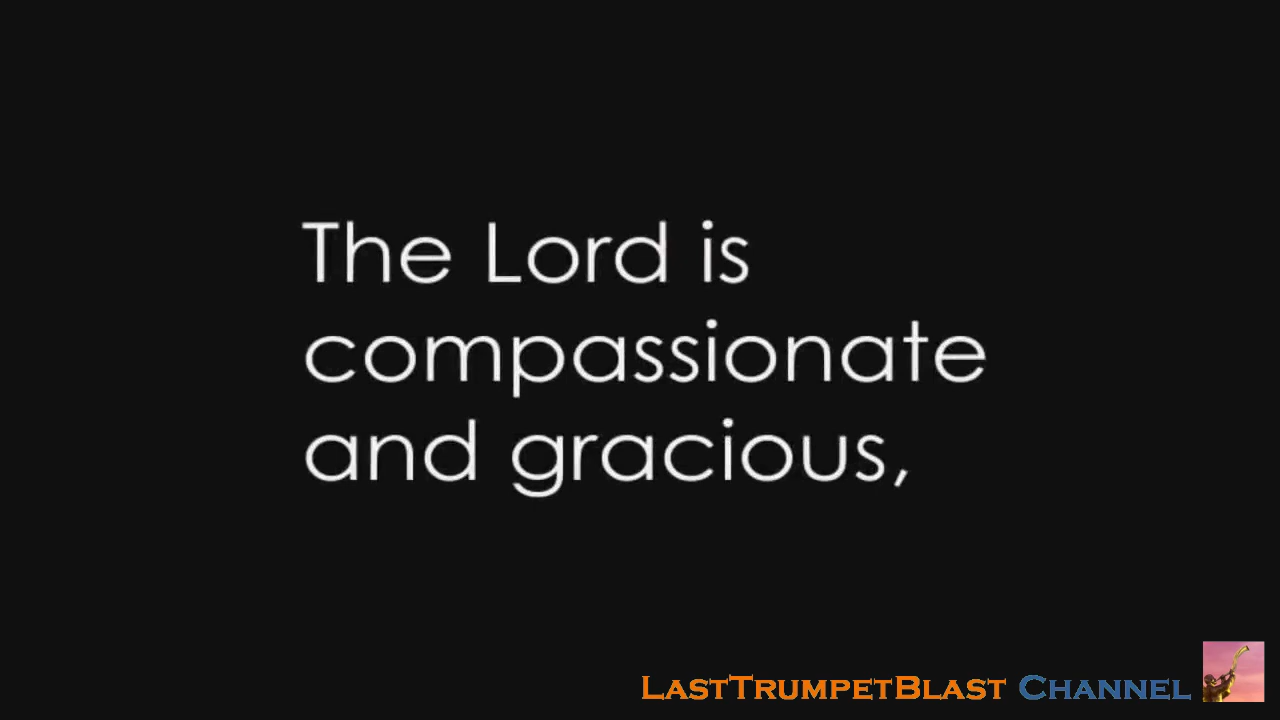 The Lord is
compassionate
and gracious,
LastTrumpetBlast Channel